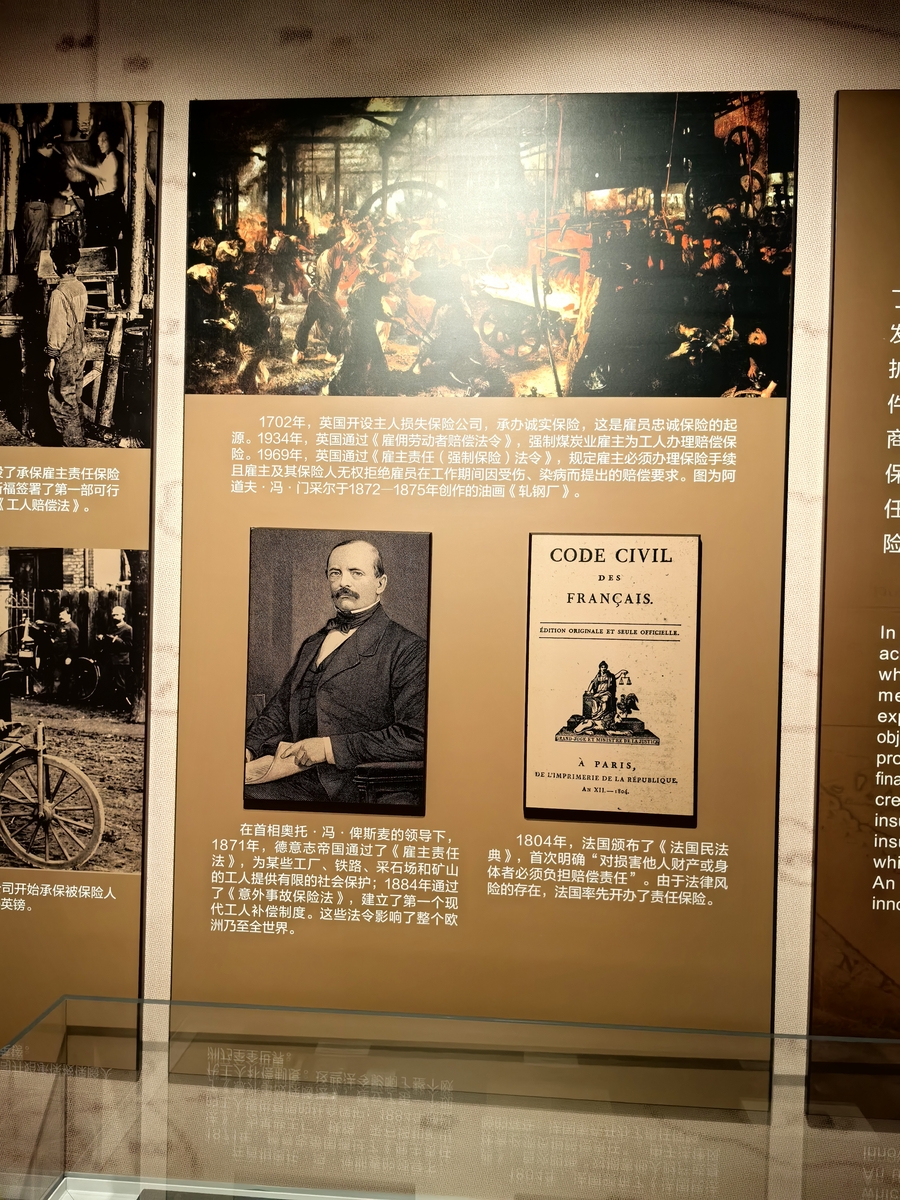 设了承保雇主责任保险
斯福签署了第一部可行
《工人赔偿法》。
司开始承保被保险人
英镑。
1702年，英国开设主人损失保险公司，承办诚实保险，这是雇员忠诚保险的起
源。1934年，英国通过《雇佣劳动者赔偿法令》，强制煤炭业雇主为工人办理赔偿保
险。1969年，英国通过《雇主责任（强制保险）法令》，规定雇主必须办理保险手续
且雇主及其保险人无权拒绝雇员在工作期间因受伤、染病而提出的赔偿要求。图为阿
道夫·冯·门采尔于1872—1875年创作的油画《轧钢厂》。
在首相奥托·冯·俾斯麦的领导下，
1871年，德意志帝国通过了《雇主责任
法》，为某些工厂、铁路、采石场和矿山
的工人提供有限的社会保护；1884年通过
了《意外事故保险法》，建立了第一个现
代工人补偿制度。这些法令影响了整个欧
洲乃至全世界。
CODE CIVIL
DES
FRANÇAIS.
ÉDITION ORIGINALE ET SEULE OFFICIELLE.
GRAND-JUGE ET MINISTRE DE LA JUSTICE
À PARIS,
DE L'IMPRIMERIE DE LA RÉPUBLIQUE.
AN XII.—1804.
1804年，法国颁布了《法国民法
典》，首次明确“对损害他人财产或身
体者必须负担赔偿责任”。由于法律风
险的存在，法国率先开办了责任保险。
发
护
件
商
保
任
险
In
ac
wh
me
exp
obj
pro
fina
cre
insu
insu
whi
An
inno